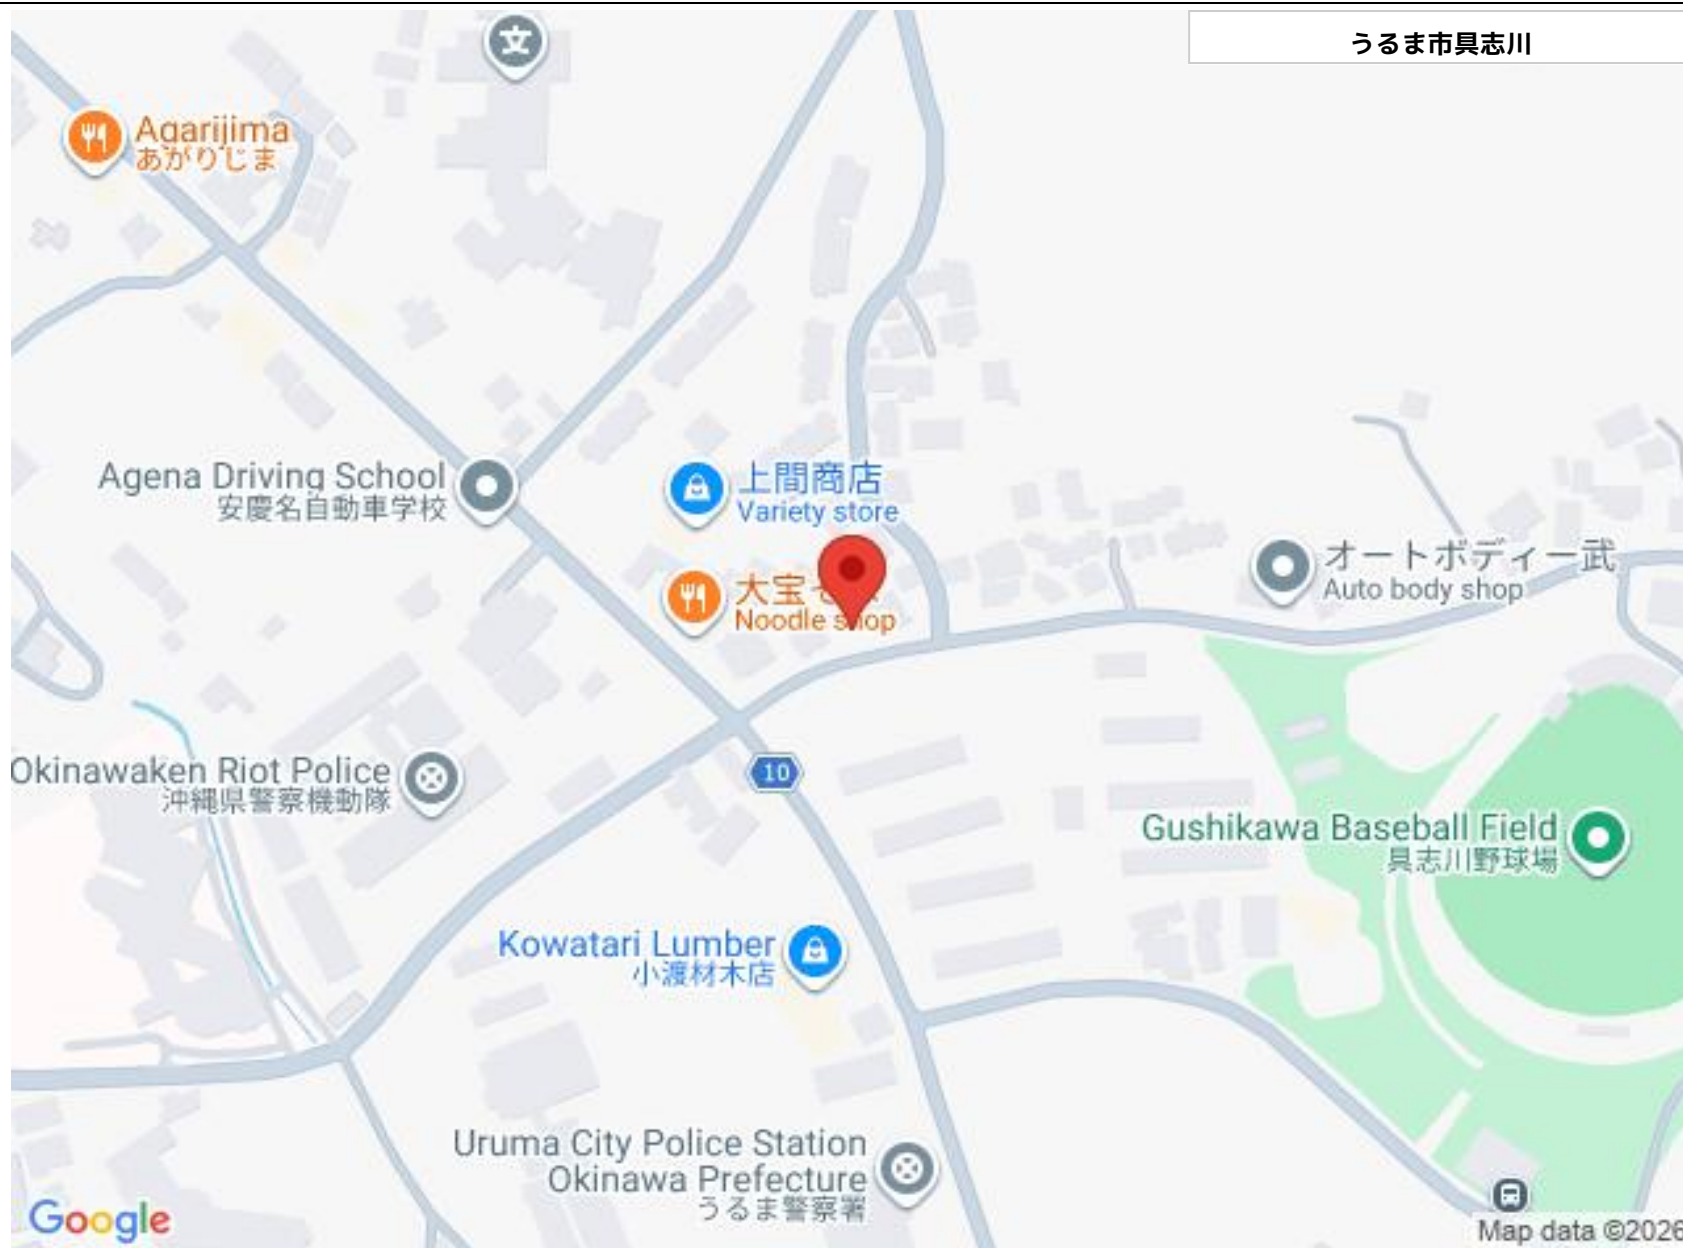 うるま市具志川
文
Agarijima
あがりじま
Agena Driving School
安慶名自動車学校
上間商店
Variety store
大宝
Noodle shop
オートボディー武
Auto body shop
Okinawaken Riot Police
沖縄県警察機動隊
10
Gushikawa Baseball Field
具志川野球場
Kowatari Lumber
小渡材木店
Uruma City Police Station
Okinawa Prefecture
うるま警察署
Google
Map data ©2026